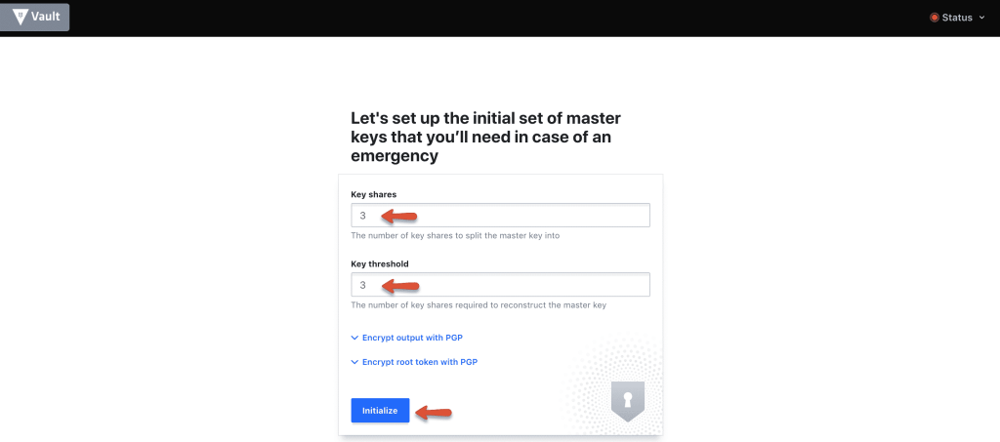 Vault
Status
Let's set up the initial set of master
keys that you’ll need in case of an
emergency
Key shares
3
The number of key shares to split the master key into
Key threshold
3
The number of key shares required to reconstruct the master key
Encrypt output with PGP
Encrypt root token with PGP
Initialize